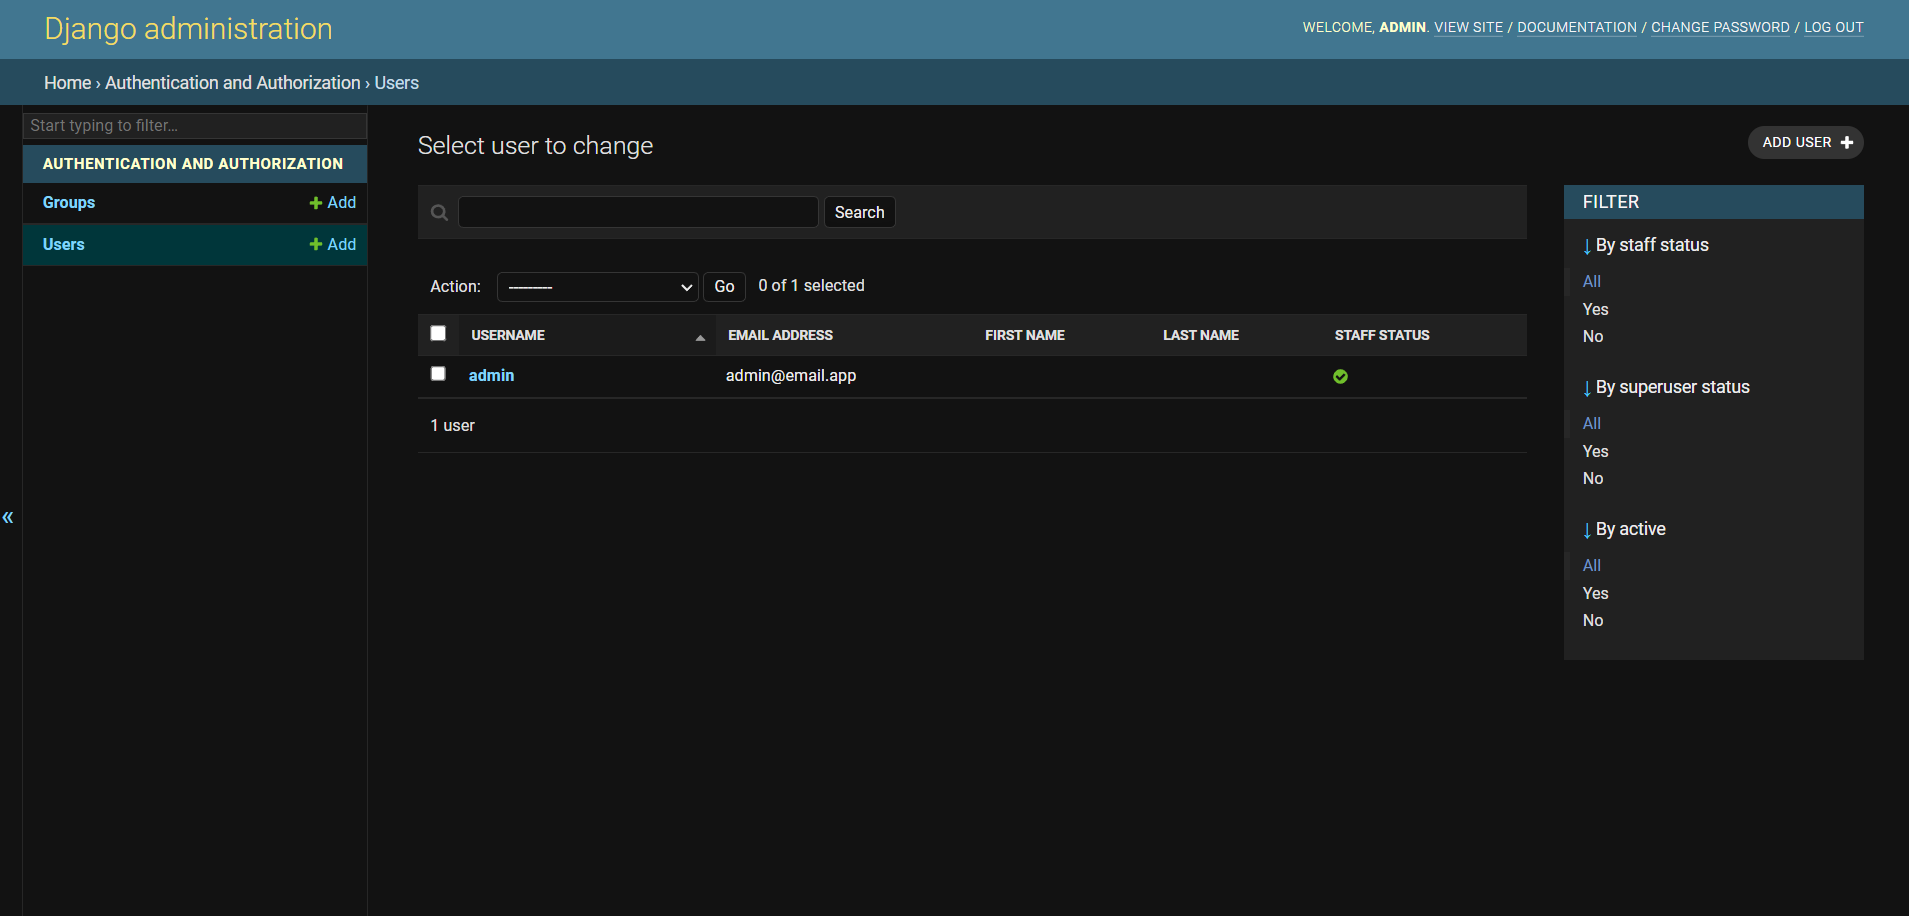 Django administration
WELCOME, ADMIN. VIEW SITE / DOCUMENTATION / CHANGE PASSWORD / LOG OUT
Home › Authentication and Authorization › Users
Start typing to filter...
AUTHENTICATION AND AUTHORIZATION
Groups + Add
Users + Add
«
Select user to change
ADD USER +
Search
Action: --------- Go 0 of 1 selected
USERNAME EMAIL ADDRESS FIRST NAME LAST NAME STAFF STATUS
admin admin@email.app
1 user
FILTER
↓ By staff status
All
Yes
No
↓ By superuser status
All
Yes
No
↓ By active
All
Yes
No